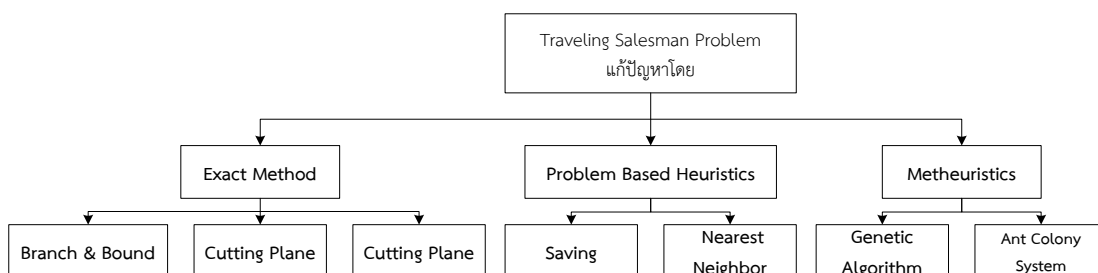 Traveling Salesman Problem
แก้ปัญหาโดย
Exact Method
Problem Based Heuristics
Metheuristics
Branch & Bound
Cutting Plane
Cutting Plane
Saving
Nearest
Neighbor
Genetic
Algorithm
Ant Colony
System